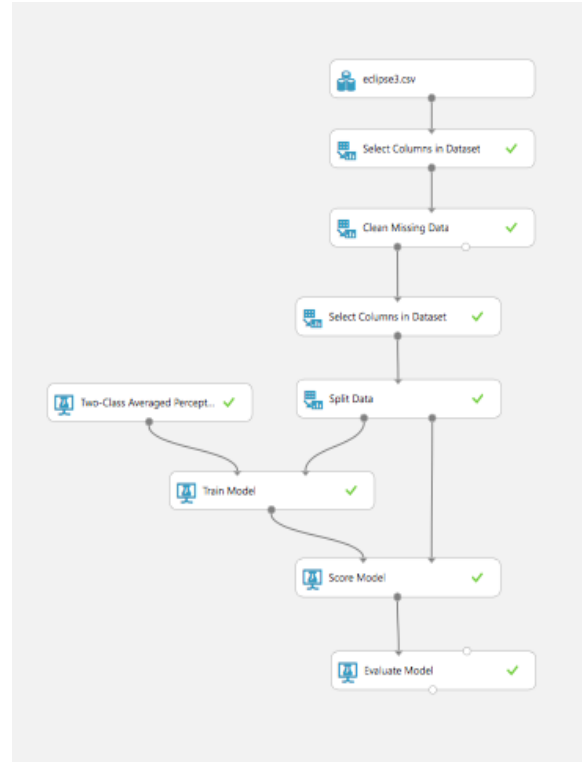 eclipse3.csv
Select Columns in Dataset
Clean Missing Data
Select Columns in Dataset
Two-Class Averaged Percept...
Split Data
Train Model
Score Model
Evaluate Model